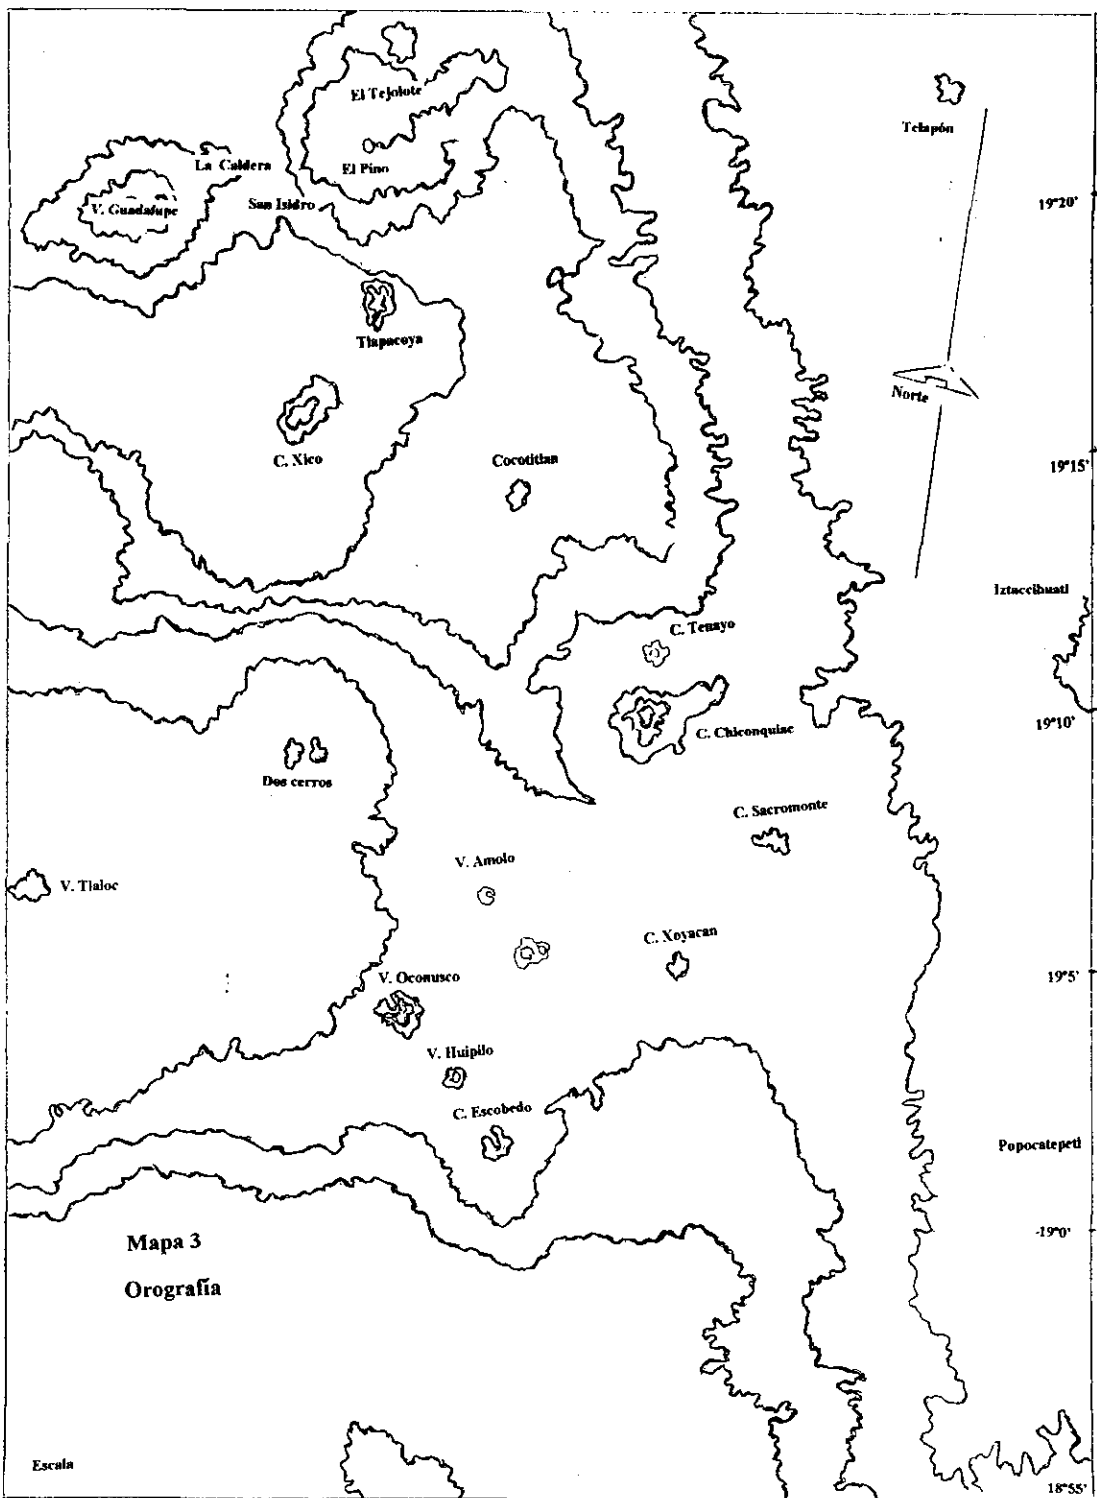 El Tejolote
Telapón
La Caldera
El Pino
V. Guadalupe
San Isidro
19°20'
Tlapacoya
Norte
C. Xico
Cocotitlan
19°15'
Iztaccihuatl
C. Tenayo
19°10'
C. Chiconquiac
Dos cerros
C. Sacromonte
V. Amolo
V. Tlaloc
C. Xoyacan
V. Oconusco
19°5'
V. Huipilo
C. Escobedo
Popocatepetl
19°0'
Mapa 3
Orografía
Escala
18°55'